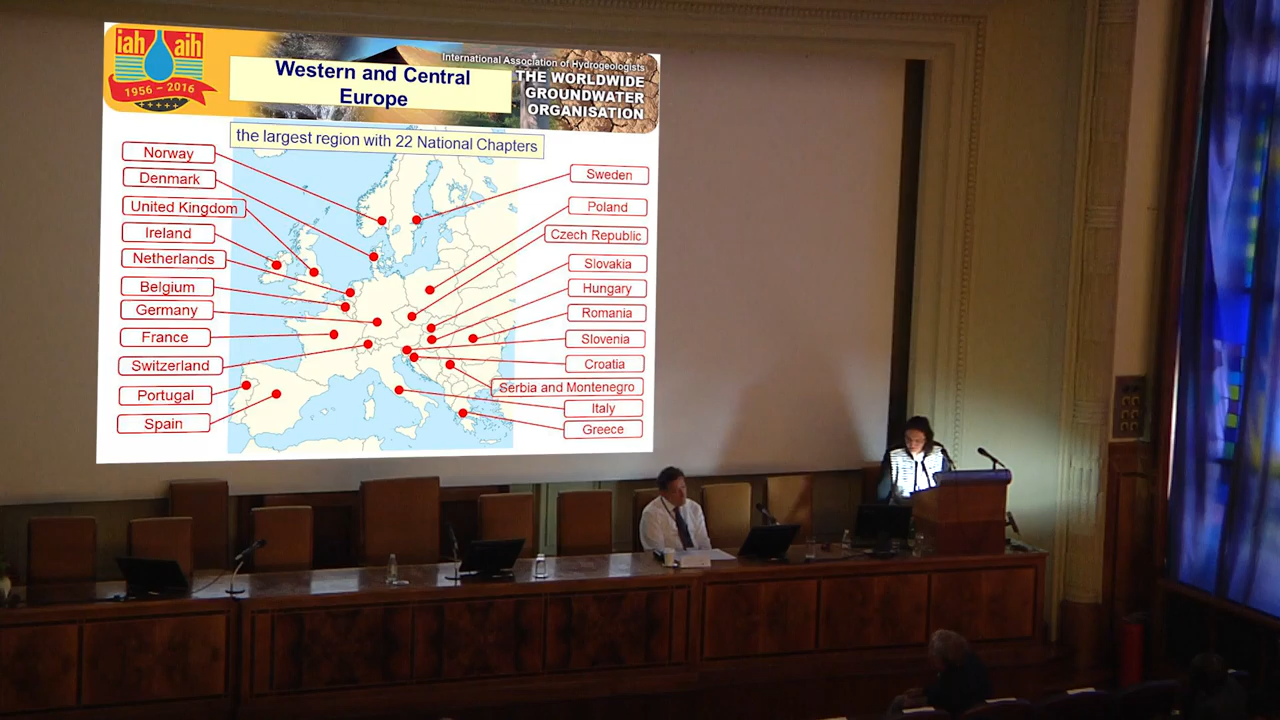 iah aih
1956 – 2016
International Association of Hydrogeologists
THE WORLDWIDE
GROUNDWATER
ORGANISATION
Western and Central
Europe
the largest region with 22 National Chapters
Norway
Denmark
United Kingdom
Ireland
Netherlands
Belgium
Germany
France
Switzerland
Portugal
Spain
Sweden
Poland
Czech Republic
Slovakia
Hungary
Romania
Slovenia
Croatia
Serbia and Montenegro
Italy
Greece